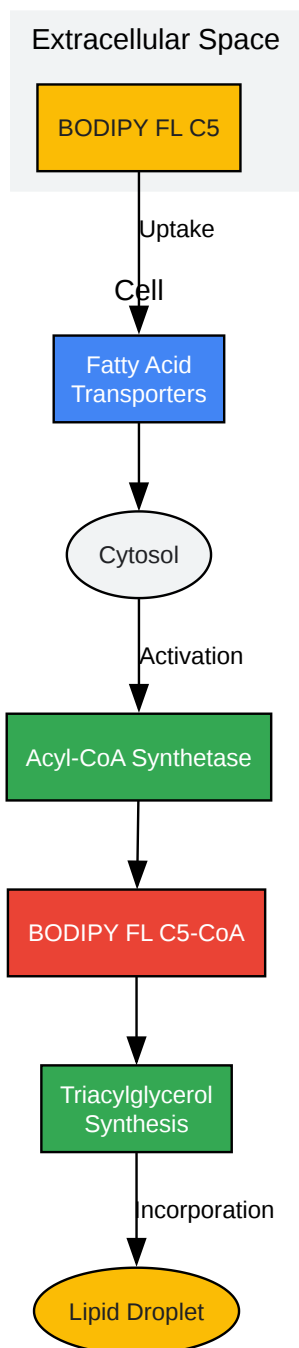 Extracellular Space
BODIPY FL C5
Uptake
Cell
Fatty Acid
Transporters
Cytosol
Activation
Acyl-CoA Synthetase
BODIPY FL C5-CoA
Triacylglycerol
Synthesis
Incorporation
Lipid Droplet